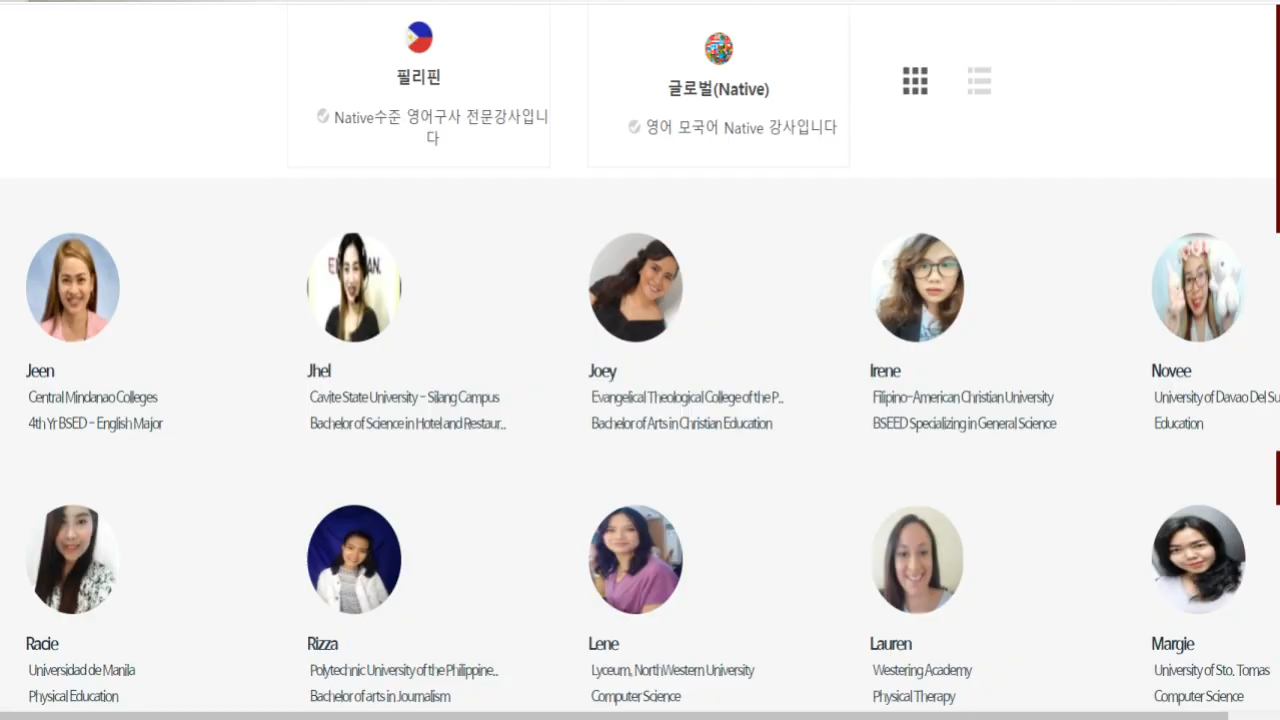 필리핀
Native수준 영어구사 전문강사입니
다
글로벌(Native)
영어 모국어 Native 강사입니다
Jeen
Central Mindanao Colleges
4th Yr BSED - English Major
Jhel
Cavite State University - Silang Campus
Bachelor of Science in Hotel and Restaur..
Joey
Evangelical Theological College of the P..
Bachelor of Arts in Christian Education
Irene
Filipino-American Christian University
BSEED Specializing in General Science
Novee
University of Davao Del Su
Education
Racie
Universidad de Manila
Physical Education
Rizza
Polytechnic University of the Philippine..
Bachelor of arts in Journalism
Lene
Lyceum, NorthWestern University
Computer Science
Lauren
Westering Academy
Physical Therapy
Margie
University of Sto. Tomas
Computer Science